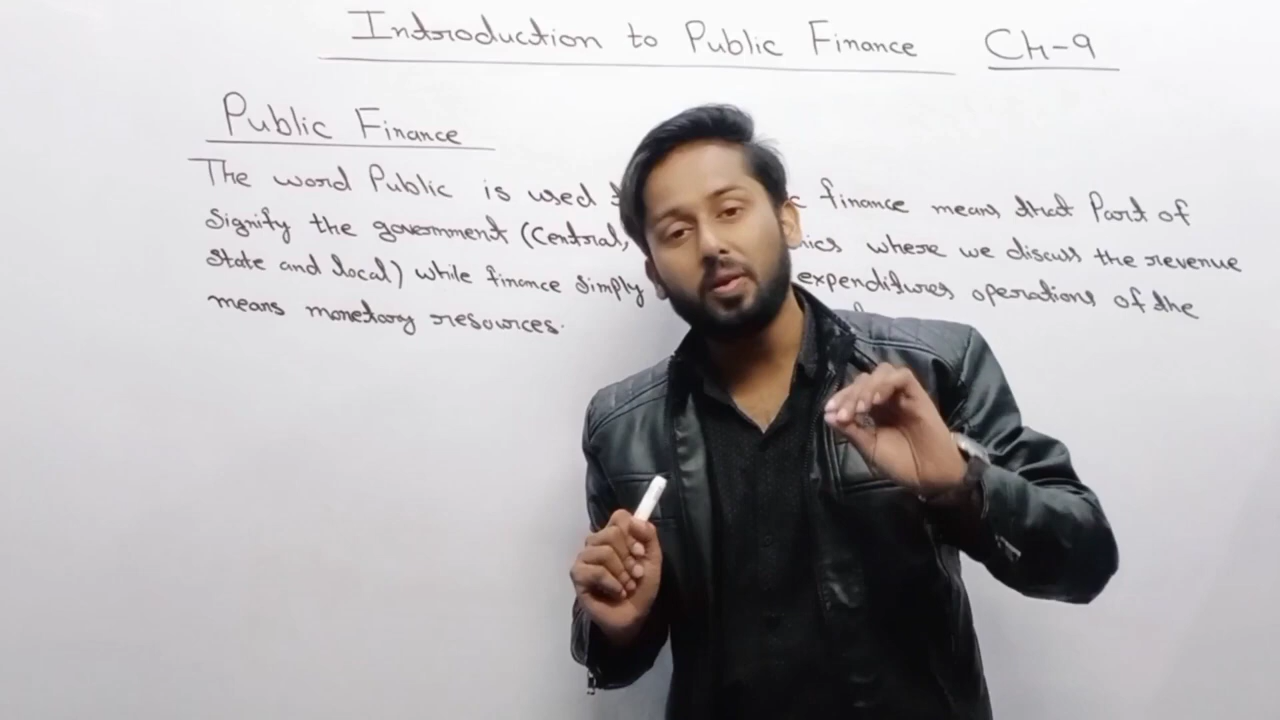 Introduction to Public Finance Ch-9
Public Finance
The word Public is used
Signify the government (Central,
State and local) while finance simply
means monetary resources.
finance means that Part of
where we discuss the revenue
expenditures operations of the